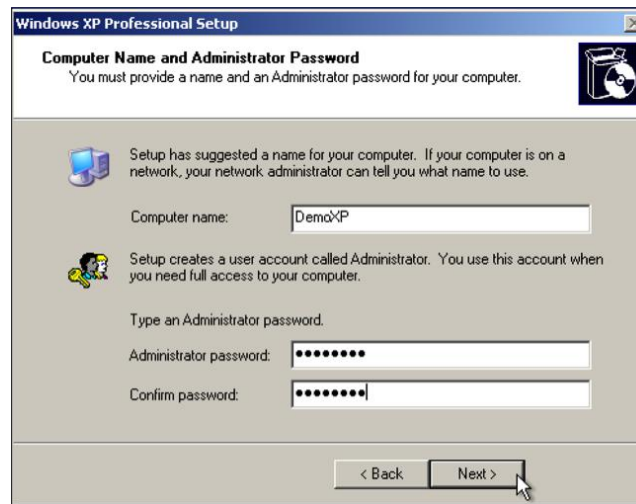 Windows XP Professional Setup
Computer Name and Administrator Password
You must provide a name and an Administrator password for your computer.
Setup has suggested a name for your computer. If your computer is on a
network, your network administrator can tell you what name to use.
Computer name: DemoXP
Setup creates a user account called Administrator. You use this account when
you need full access to your computer.
Type an Administrator password.
Administrator password: ●●●●●●●●
Confirm password: ●●●●●●●●
< Back Next >